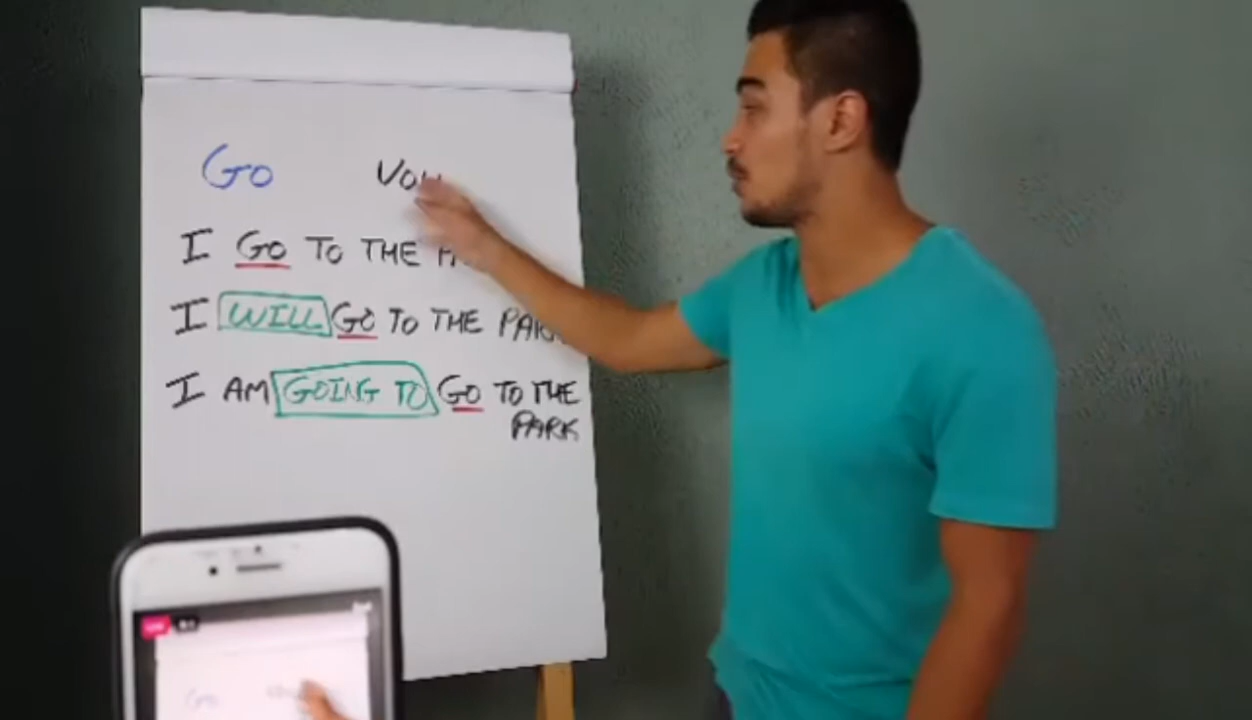 Go VOU
I GO TO THE
I WILL GO TO THE PARK
I AM GOING TO GO TO THE
PARK